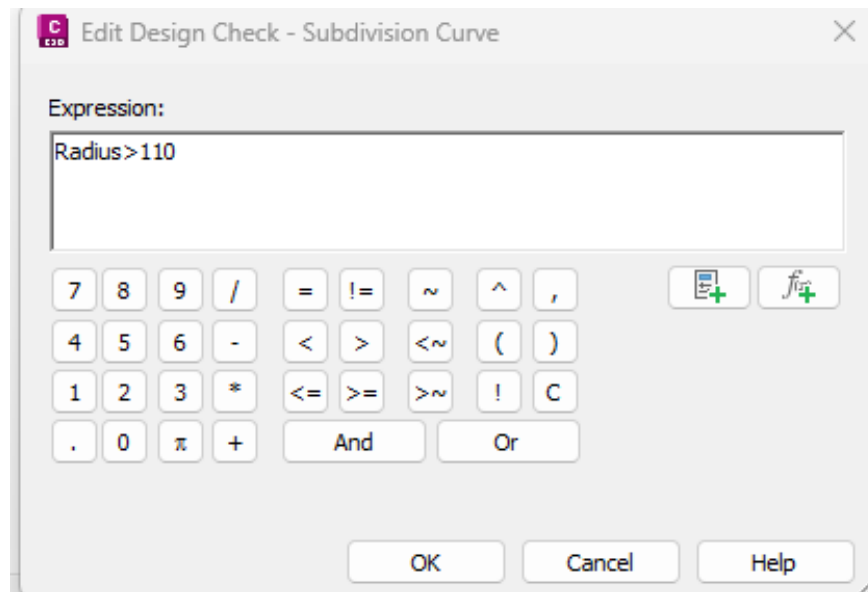 C
C3D
Edit Design Check - Subdivision Curve
Expression:
Radius>110
7 8 9 / = != ~ ^ ,
4 5 6 - < > <~ ( )
1 2 3 * <= >= >~ ! C
. 0 π + And Or
OK Cancel Help